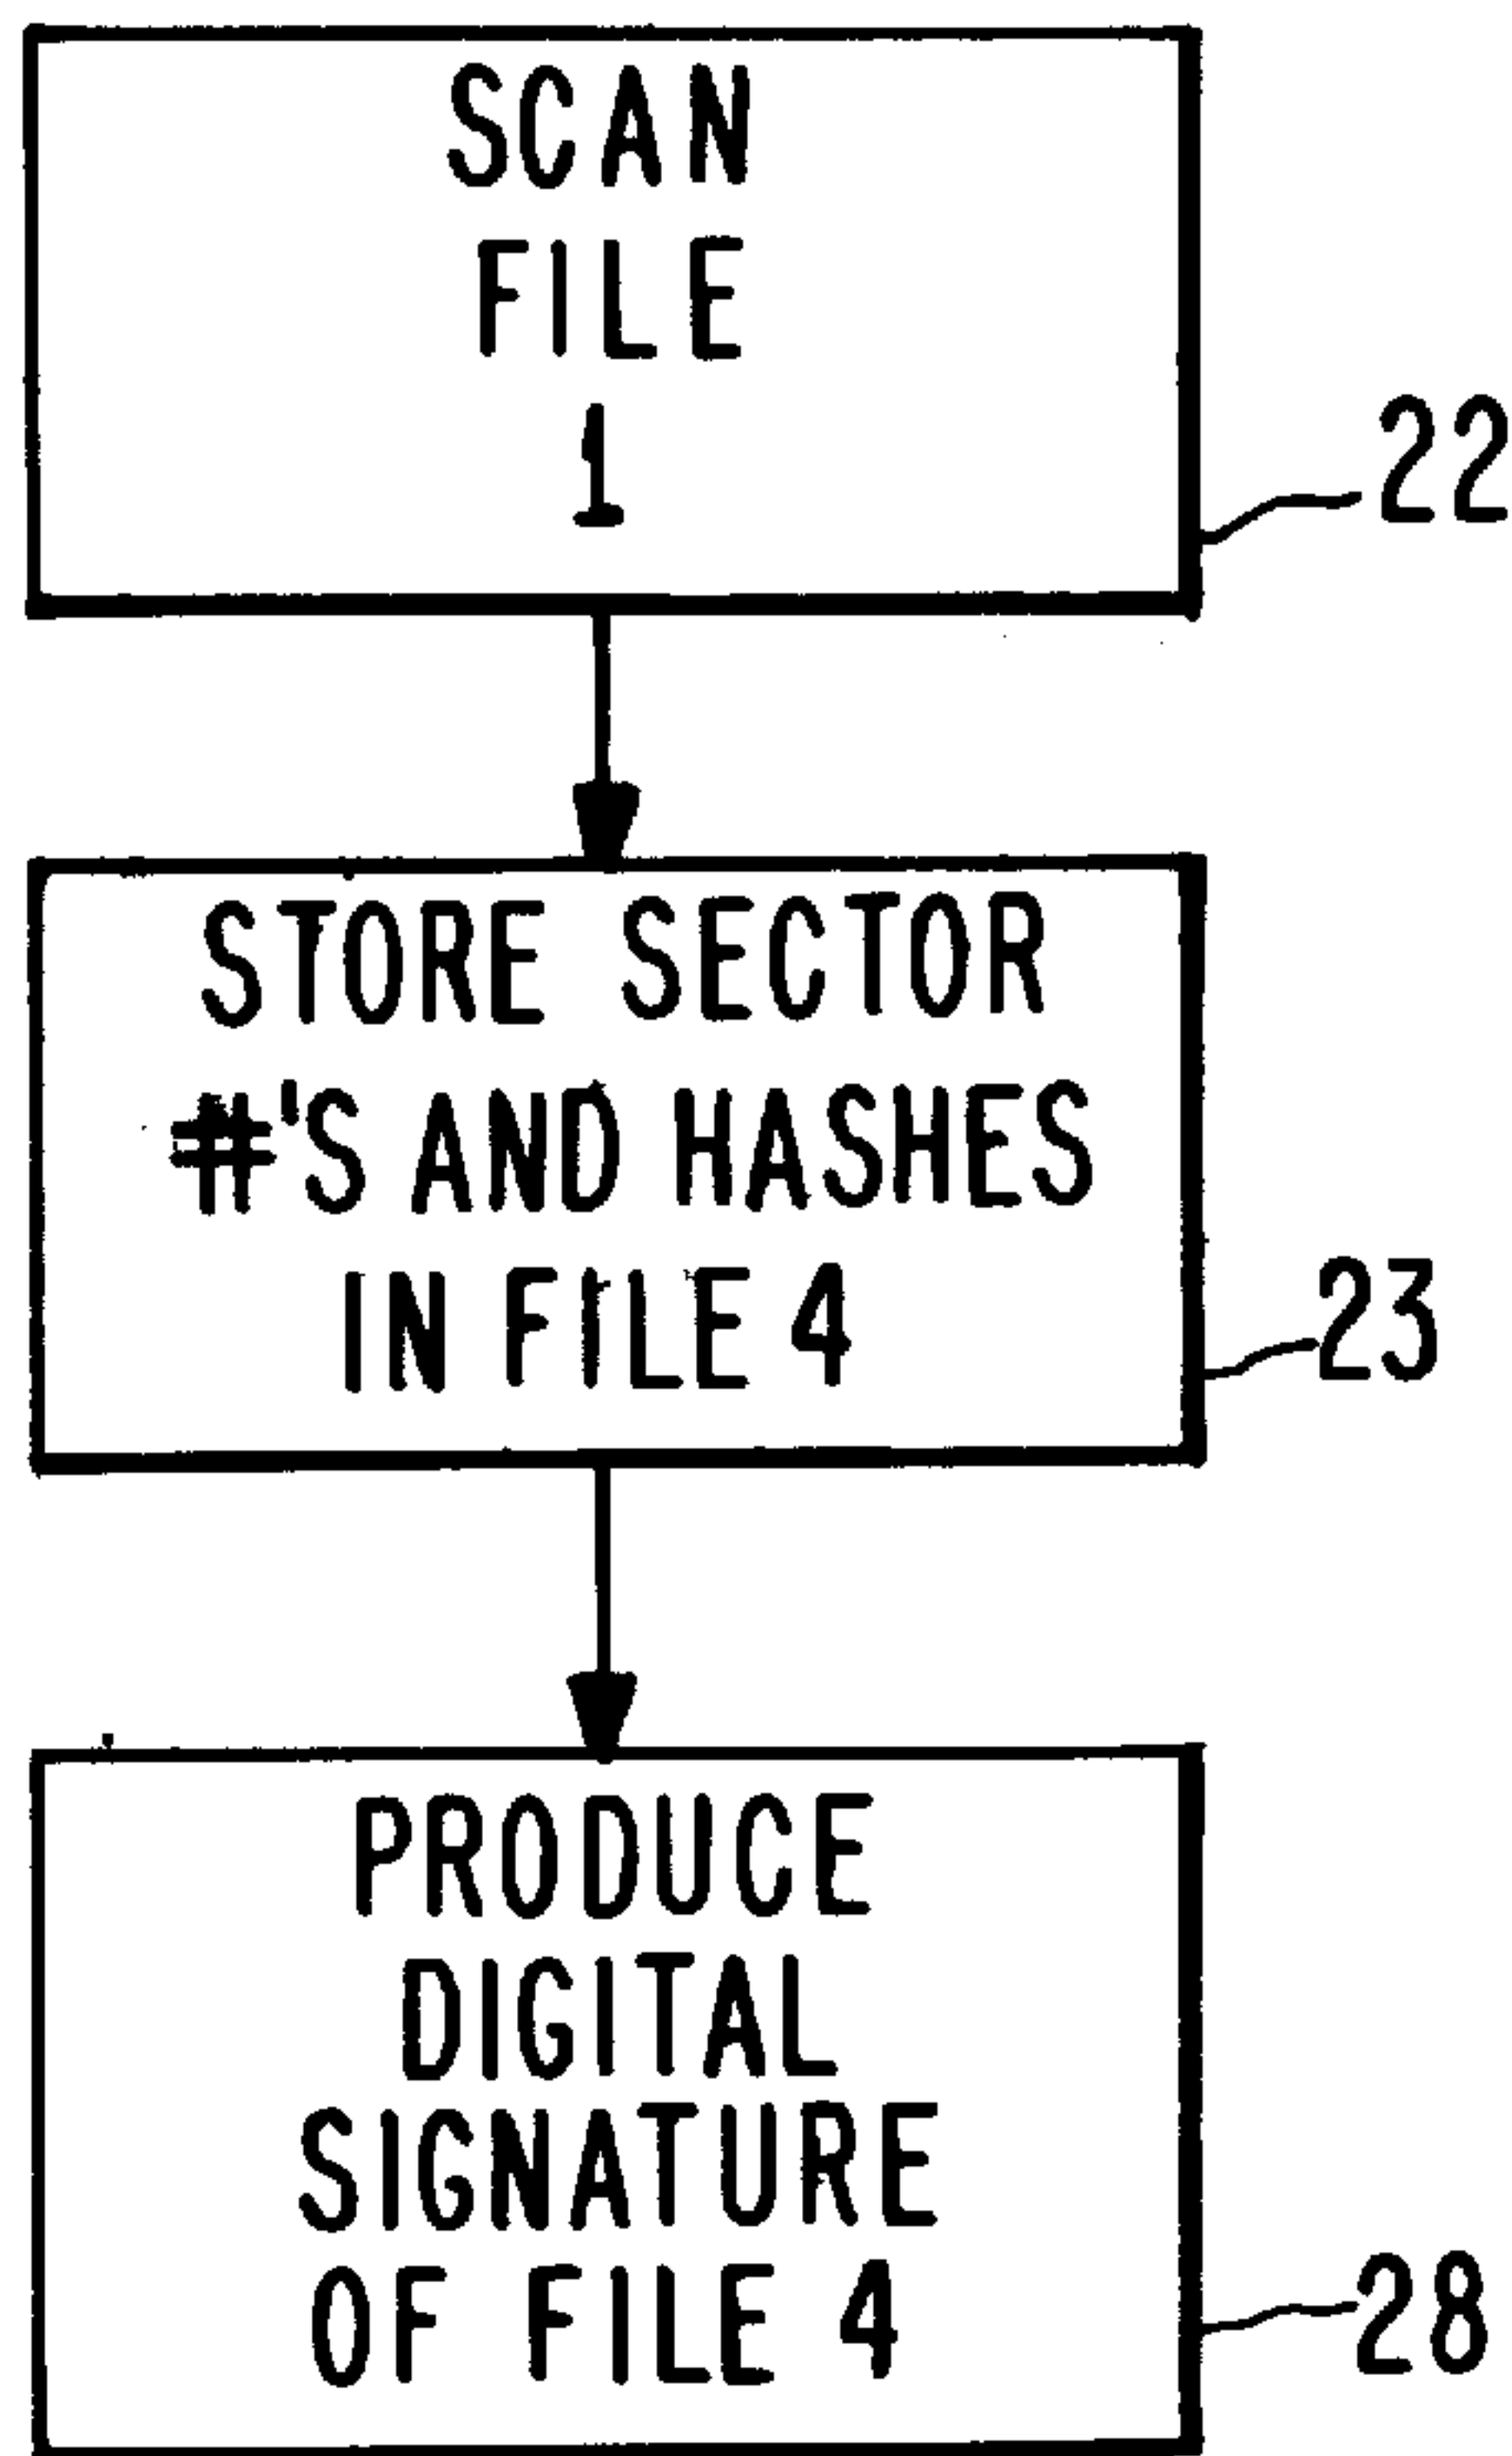 SCAN
FILE
1
22
STORE SECTOR
#'S AND HASHES
IN FILE 4
23
PRODUCE
DIGITAL
SIGNATURE
OF FILE 4
28